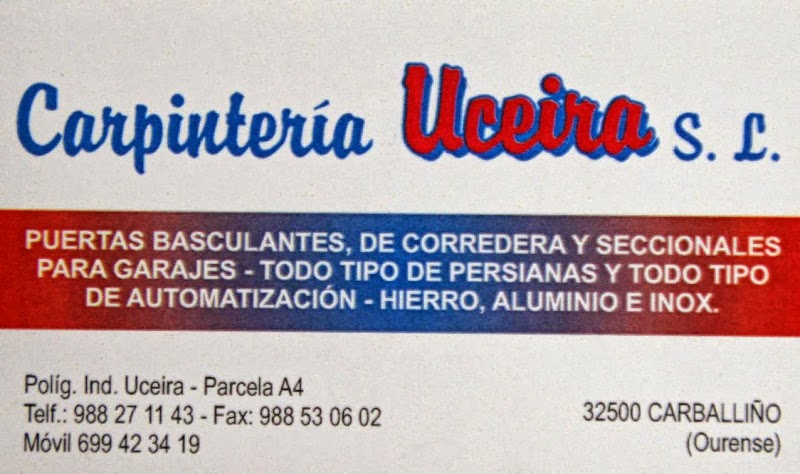 Carpintería Uceira S. L.
PUERTAS BASCULANTES, DE CORREDERA Y SECCIONALES
PARA GARAJES - TODO TIPO DE PERSIANAS Y TODO TIPO
DE AUTOMATIZACIÓN - HIERRO, ALUMINIO E INOX.
Políg. Ind. Uceira - Parcela A4
Telf.: 988 27 11 43 - Fax: 988 53 06 02
Móvil 699 42 34 19
32500 CARBALLIÑO
(Ourense)